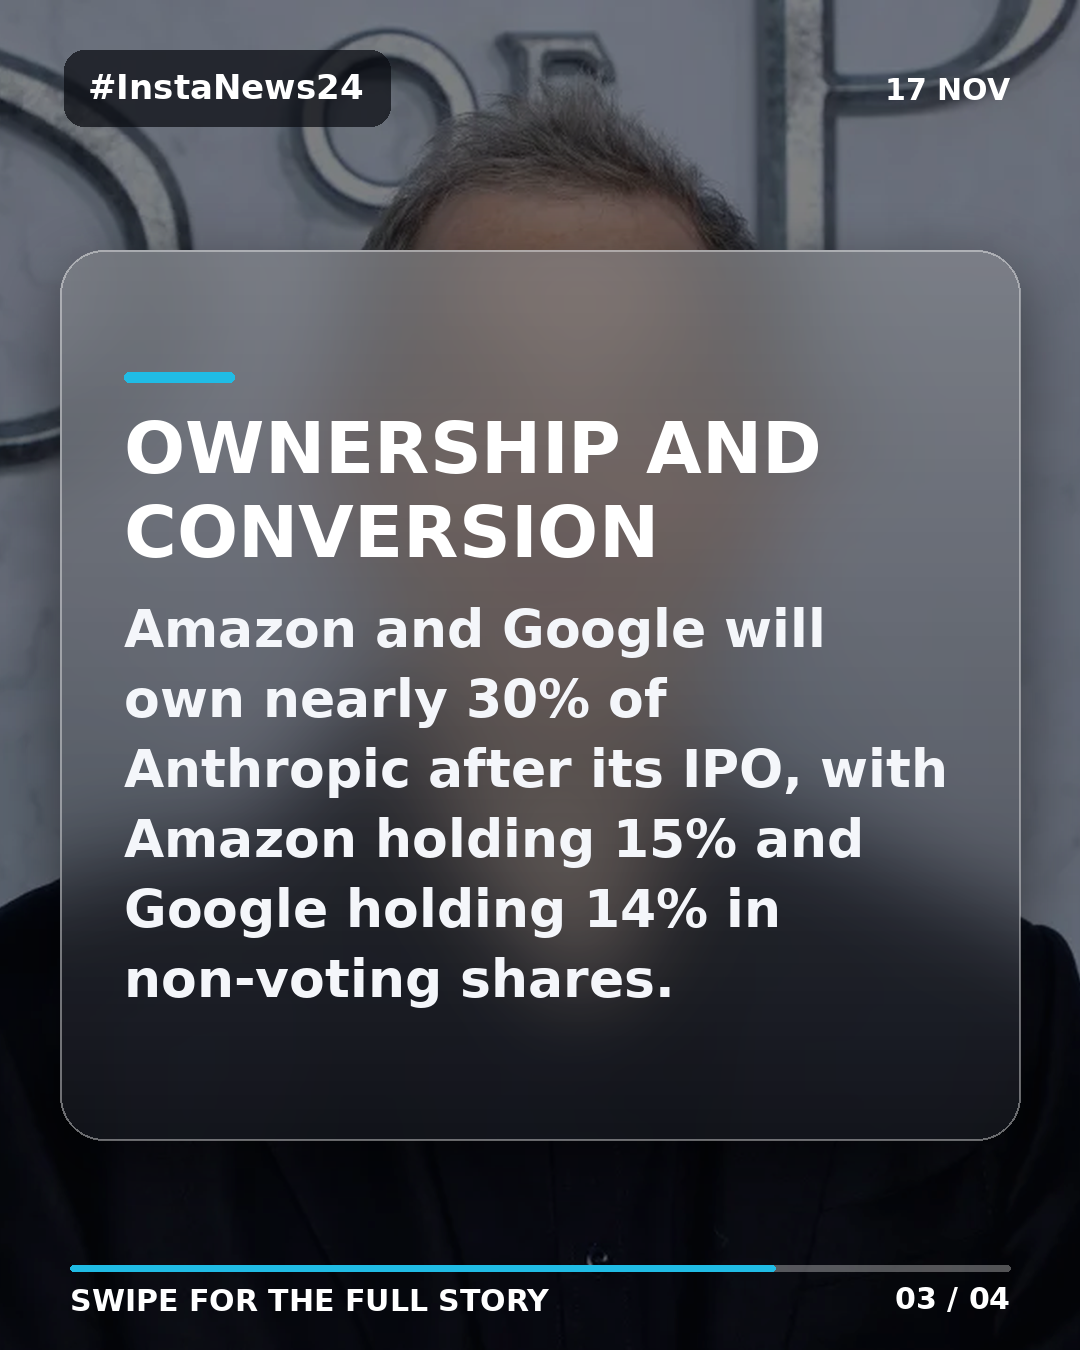 #InstaNews24
17 NOV
OWNERSHIP AND
CONVERSION
Amazon and Google will
own nearly 30% of
Anthropic after its IPO, with
Amazon holding 15% and
Google holding 14% in
non-voting shares.
SWIPE FOR THE FULL STORY
03 / 04